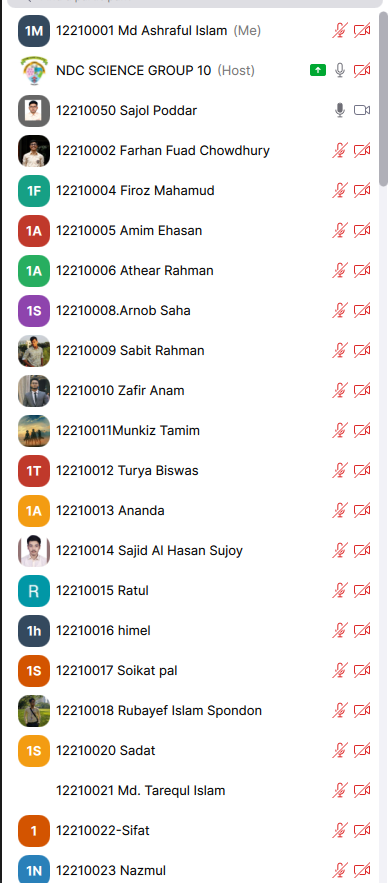 1M 12210001 Md Ashraful Islam (Me)
NDC SCIENCE GROUP 10 (Host)
12210050 Sajol Poddar
12210002 Farhan Fuad Chowdhury
1F 12210004 Firoz Mahamud
1A 12210005 Amim Ehasan
1A 12210006 Athear Rahman
1S 12210008.Arnob Saha
12210009 Sabit Rahman
12210010 Zafir Anam
12210011Munkiz Tamim
1T 12210012 Turya Biswas
1A 12210013 Ananda
12210014 Sajid Al Hasan Sujoy
R 12210015 Ratul
1h 12210016 himel
1S 12210017 Soikat pal
12210018 Rubayef Islam Spondon
1S 12210020 Sadat
12210021 Md. Tarequl Islam
1 12210022-Sifat
1N 12210023 Nazmul